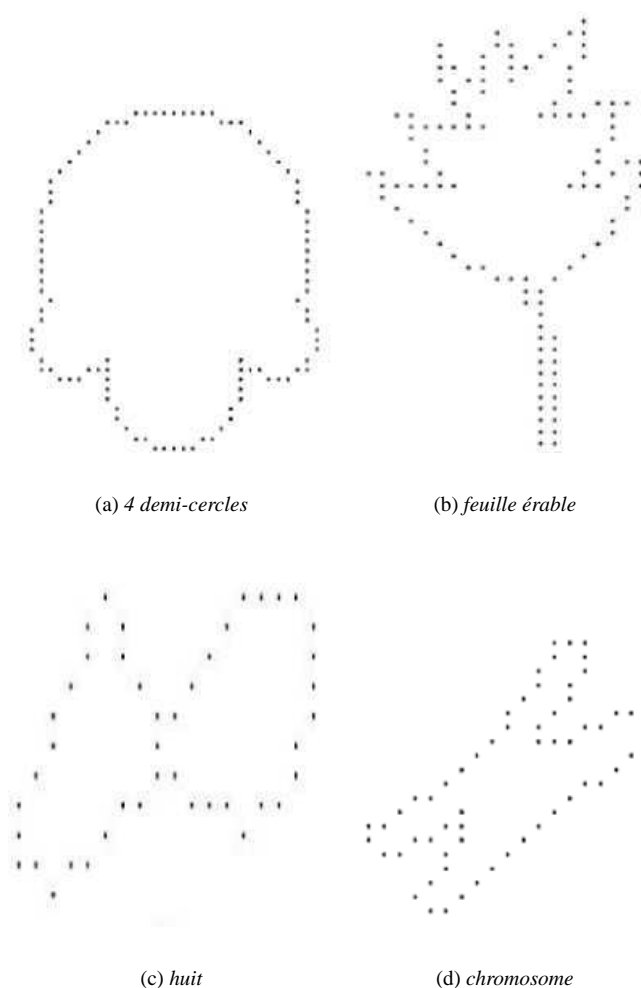 (a) 4 demi-cercles
(b) feuille érable
(c) huit
(d) chromosome